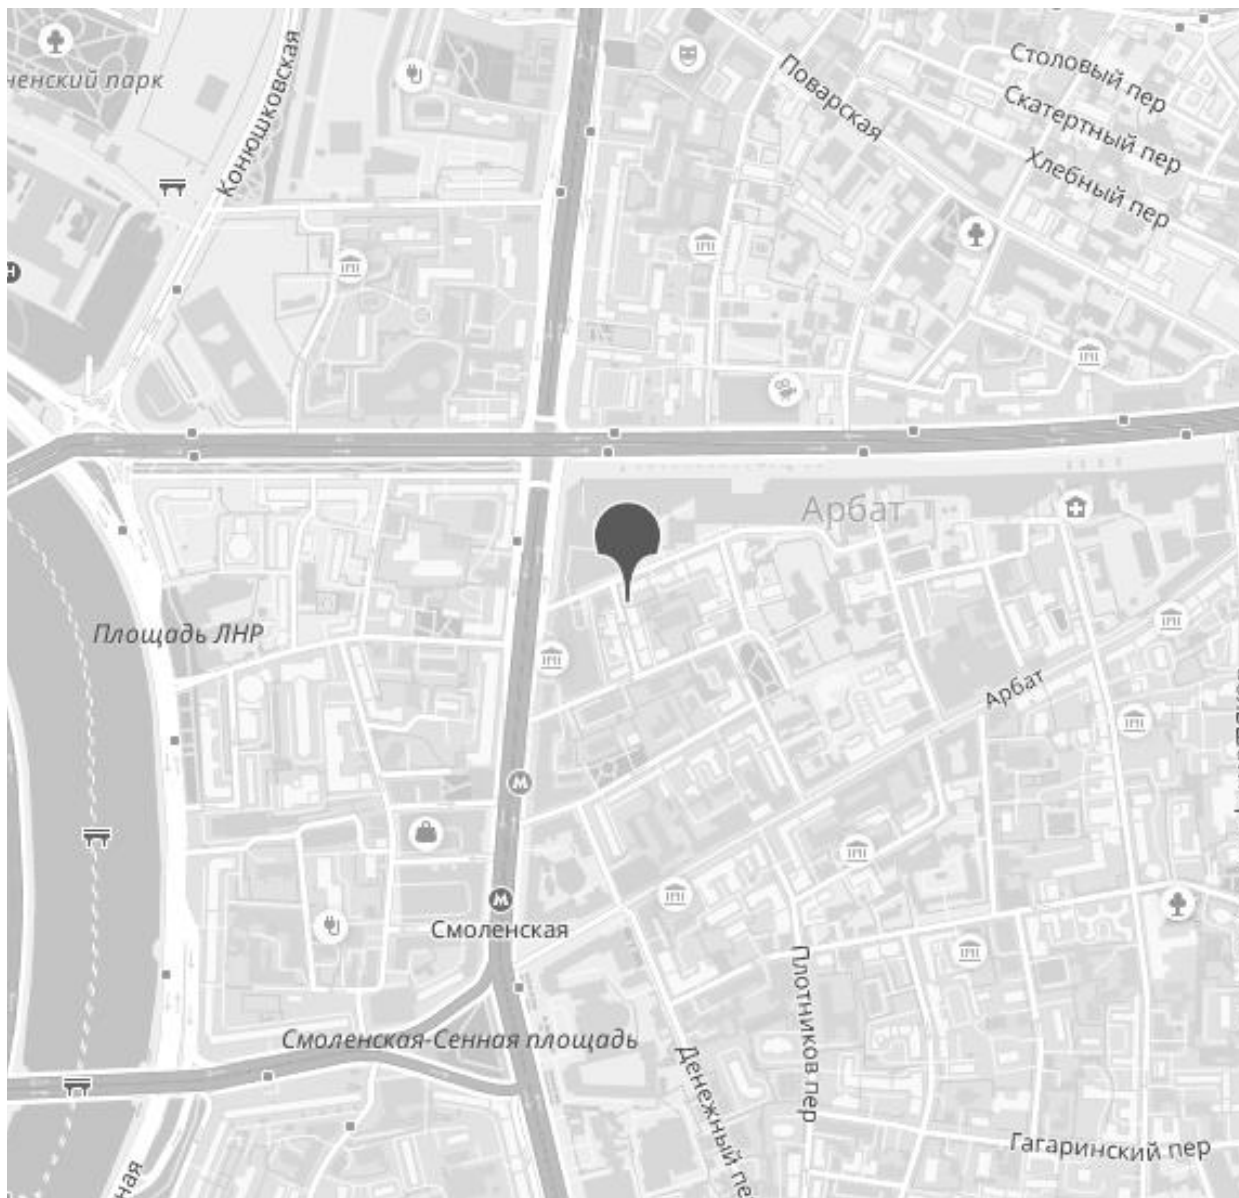 Столовый пер
Поварская
Конюшковская
ненский парк
Скатертный пер
Хлебный пер
Арбат
Площадь ЛНР
Арбат
М
М
Смоленская
Плотников пер
Смоленская-Сенная площадь
Денежный пе
Гагаринский пер
ная